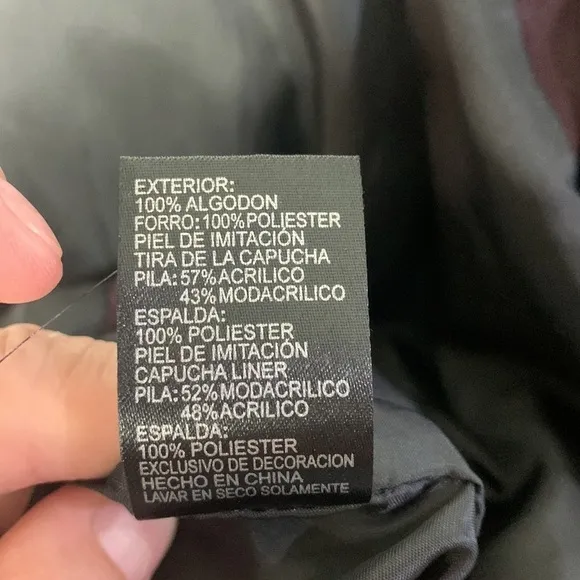 EXTERIOR:
100% ALGODON
FORRO:100%POLIESTER
PIEL DE IMITACIÓN
TIRA DE LA CAPUCHA
PILA:57%ACRILICO
43%MODACRILICO
ESPALDA:
100% POLIESTER
PIEL DE IMITACIÓN
CAPUCHA LINER
PILA:52%MODACRILICO
48%ACRILICO
ESPALDA:
100% POLIESTER
EXCLUSIVO DE DECORACION
HECHO EN CHINA
LAVAR EN SECO SOLAMENTE